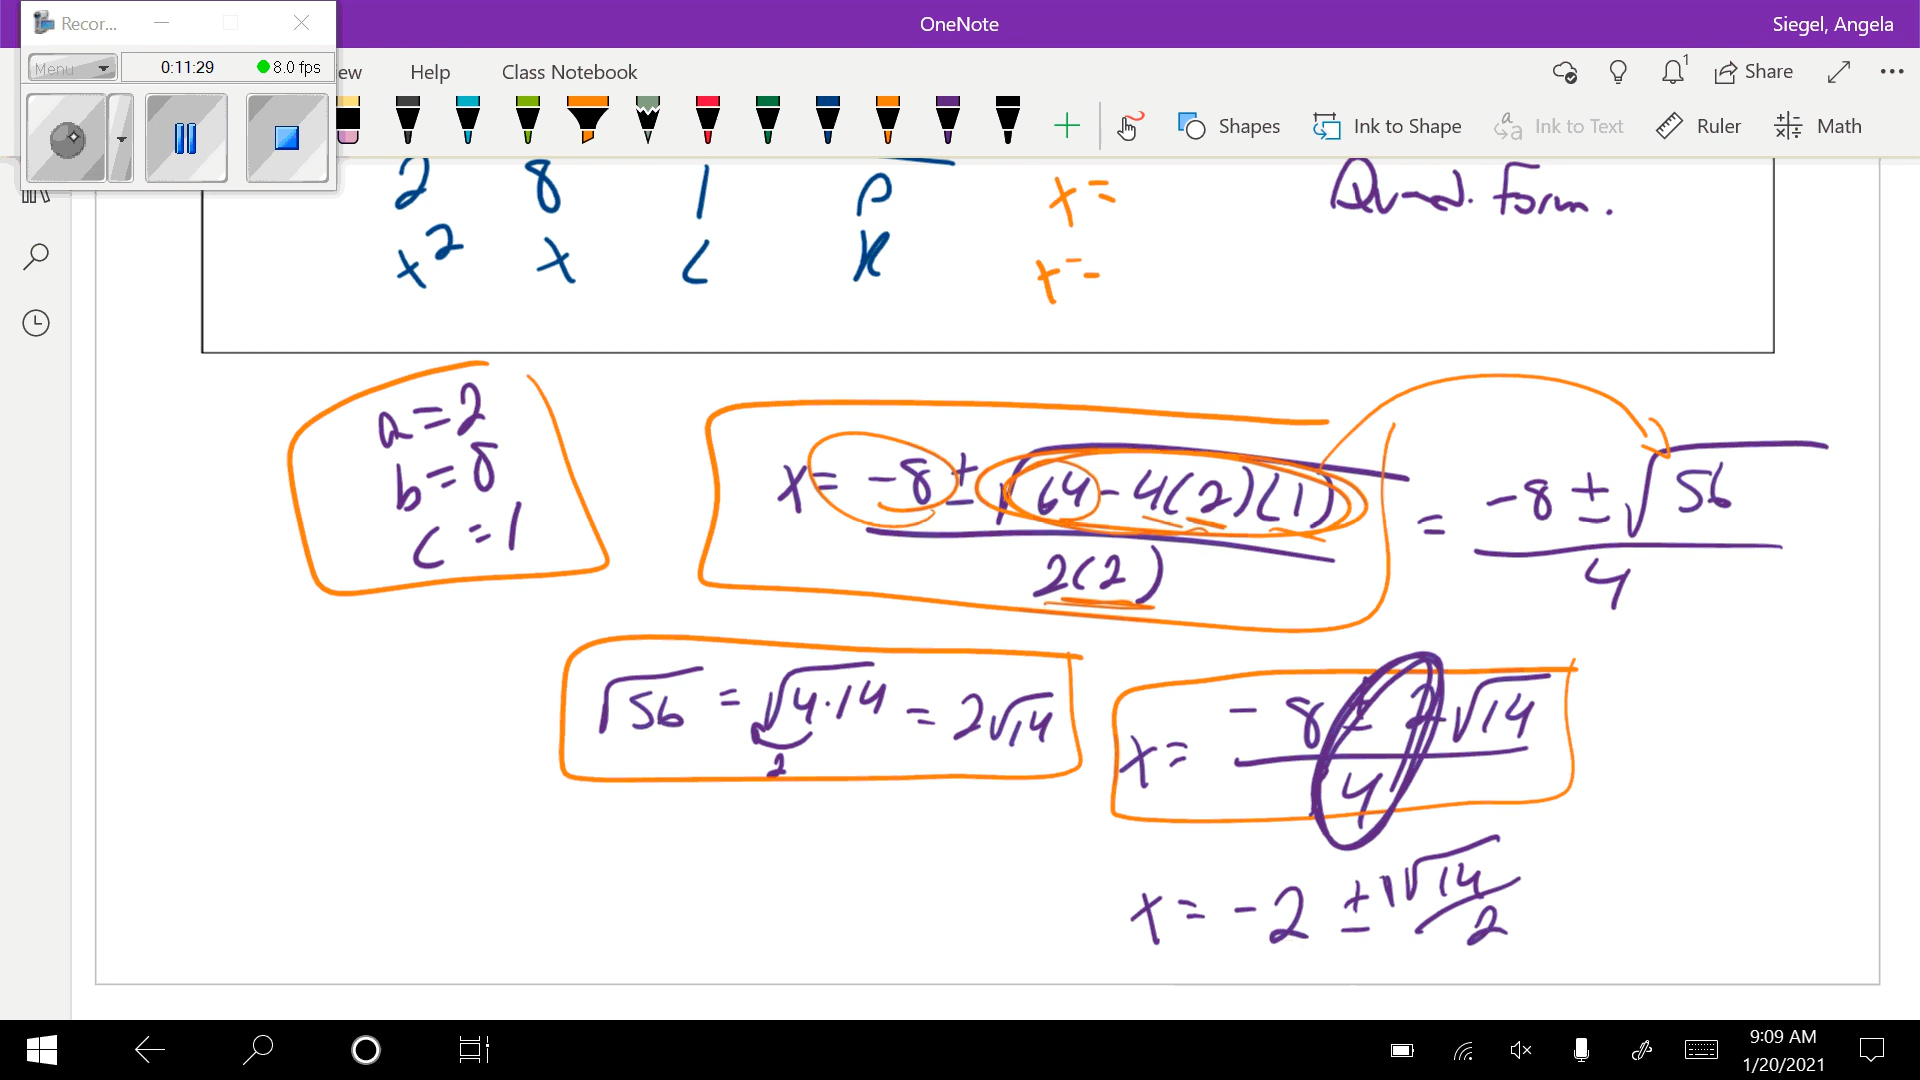 Recor...
OneNote
Siegel, Angela
Menu
0:11:29
8.0 fps
ew
Help
Class Notebook
1
Share
Shapes
Ink to Shape
Ink to Text
Ruler
Math
2 8 1 x=
x² x c x=
Quad. Form.
a=2
b=8
c=1
x= -8±√64-4(2)(1) / 2(2) = -8±√56 / 4
√56 = √4·14 = 2√14
2
x= -8±2√14 / 4
x= -2 ± 1√14/2
9:09 AM
1/20/2021